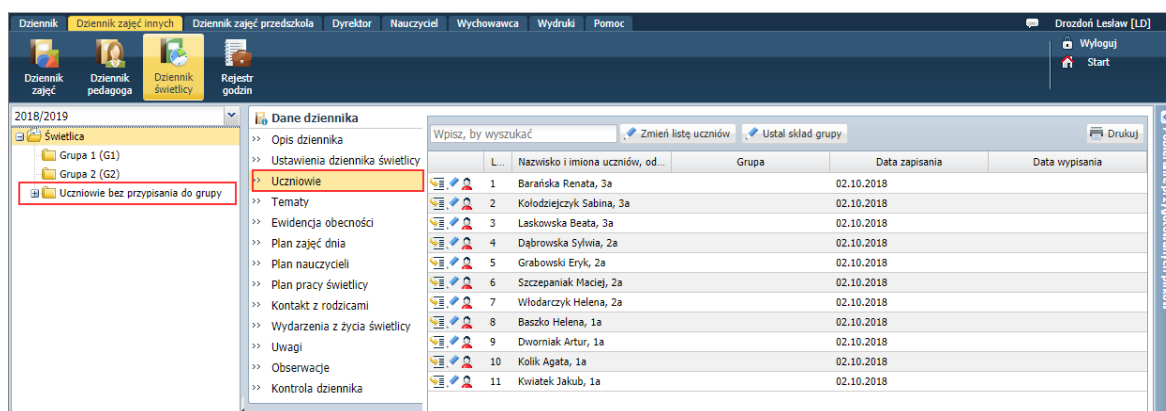 Dziennik Dziennik zajęć innych Dziennik zajęć przedszkola Dyrektor Nauczyciel Wychowawca Wydruki Pomoc Drozdoń Lesław [LD]
Dziennik zajęć
Dziennik pedagoga
Dziennik świetlicy
Rejestr godzin
Wyloguj
Start
2018/2019
Świetlica
Grupa 1 (G1)
Grupa 2 (G2)
Uczniowie bez przypisania do grupy
Dane dziennika
Opis dziennika
Ustawienia dziennika świetlicy
Uczniowie
Tematy
Ewidencja obecności
Plan zajęć dnia
Plan nauczycieli
Plan pracy świetlicy
Kontakt z rodzicami
Wydarzenia z życia świetlicy
Uwagi
Obserwacje
Kontrola dziennika
Wpisz, by wyszukać Zmień listę uczniów Ustal skład grupy Drukuj
L... Nazwisko i imiona uczniów, od... Grupa Data zapisania Data wypisania
1 Barańska Renata, 3a 02.10.2018
2 Kołodziejczyk Sabina, 3a 02.10.2018
3 Laskowska Beata, 3a 02.10.2018
4 Dąbrowska Sylwia, 2a 02.10.2018
5 Grabowski Eryk, 2a 02.10.2018
6 Szczepaniak Maciej, 2a 02.10.2018
7 Włodarczyk Helena, 2a 02.10.2018
8 Baszko Helena, 1a 02.10.2018
9 Dworniak Artur, 1a 02.10.2018
10 Kolik Agata, 1a 02.10.2018
11 Kwiatek Jakub, 1a 02.10.2018